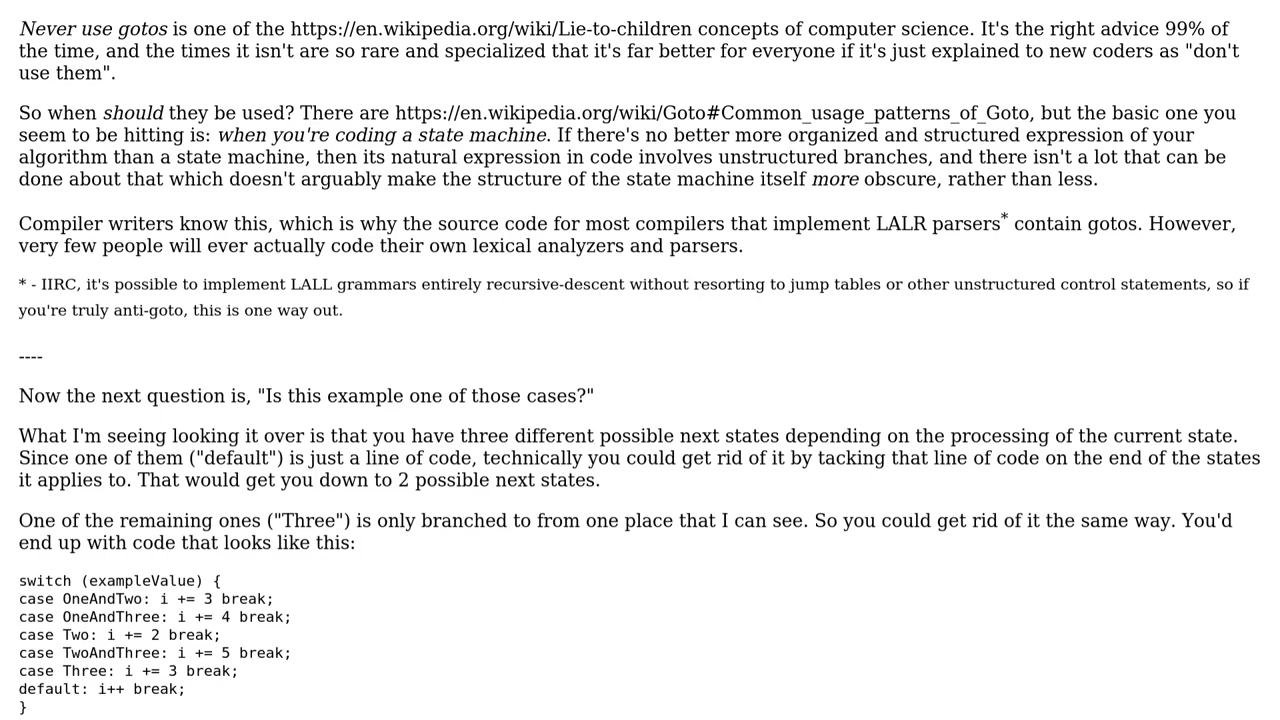 Never use gotos is one of the https://en.wikipedia.org/wiki/Lie-to-children concepts of computer science. It's the right advice 99% of
the time, and the times it isn't are so rare and specialized that it's far better for everyone if it's just explained to new coders as "don't
use them".
So when should they be used? There are https://en.wikipedia.org/wiki/Goto#Common_usage_patterns_of_Goto, but the basic one you
seem to be hitting is: when you're coding a state machine. If there's no better more organized and structured expression of your
algorithm than a state machine, then its natural expression in code involves unstructured branches, and there isn't a lot that can be
done about that which doesn't arguably make the structure of the state machine itself more obscure, rather than less.
Compiler writers know this, which is why the source code for most compilers that implement LALR parsers* contain gotos. However,
very few people will ever actually code their own lexical analyzers and parsers.
* - IIRC, it's possible to implement LALL grammars entirely recursive-descent without resorting to jump tables or other unstructured control statements, so if
you're truly anti-goto, this is one way out.
----
Now the next question is, "Is this example one of those cases?"
What I'm seeing looking it over is that you have three different possible next states depending on the processing of the current state.
Since one of them ("default") is just a line of code, technically you could get rid of it by tacking that line of code on the end of the states
it applies to. That would get you down to 2 possible next states.
One of the remaining ones ("Three") is only branched to from one place that I can see. So you could get rid of it the same way. You'd
end up with code that looks like this:
switch (exampleValue) {
case OneAndTwo: i += 3 break;
case OneAndThree: i += 4 break;
case Two: i += 2 break;
case TwoAndThree: i += 5 break;
case Three: i += 3 break;
default: i++ break;
}